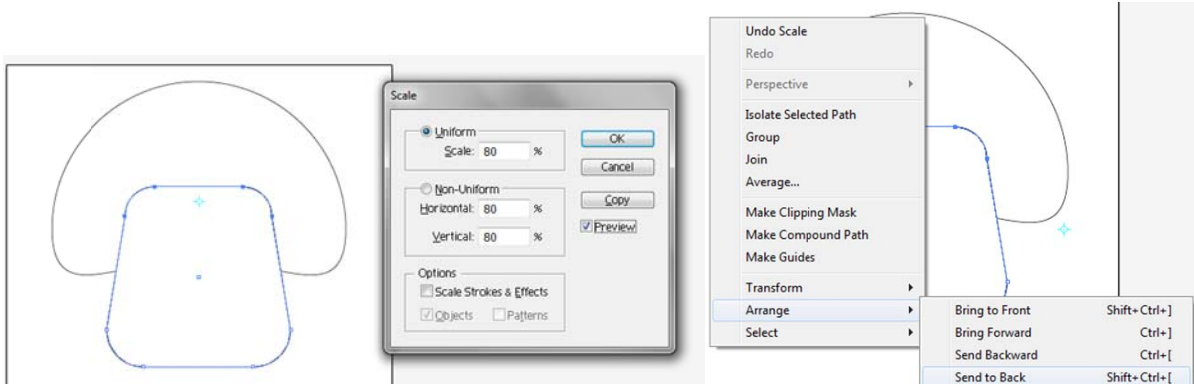 Scale
Uniform
Scale: 80 %
Non-Uniform
Horizontal: 80 %
Vertical: 80 %
Options
Scale Strokes & Effects
Objects Patterns
OK
Cancel
Copy
Preview
Undo Scale
Redo
Perspective
Isolate Selected Path
Group
Join
Average...
Make Clipping Mask
Make Compound Path
Make Guides
Transform
Arrange
Select
Bring to Front Shift+Ctrl+]
Bring Forward Ctrl+]
Send Backward Ctrl+[
Send to Back Shift+Ctrl+[